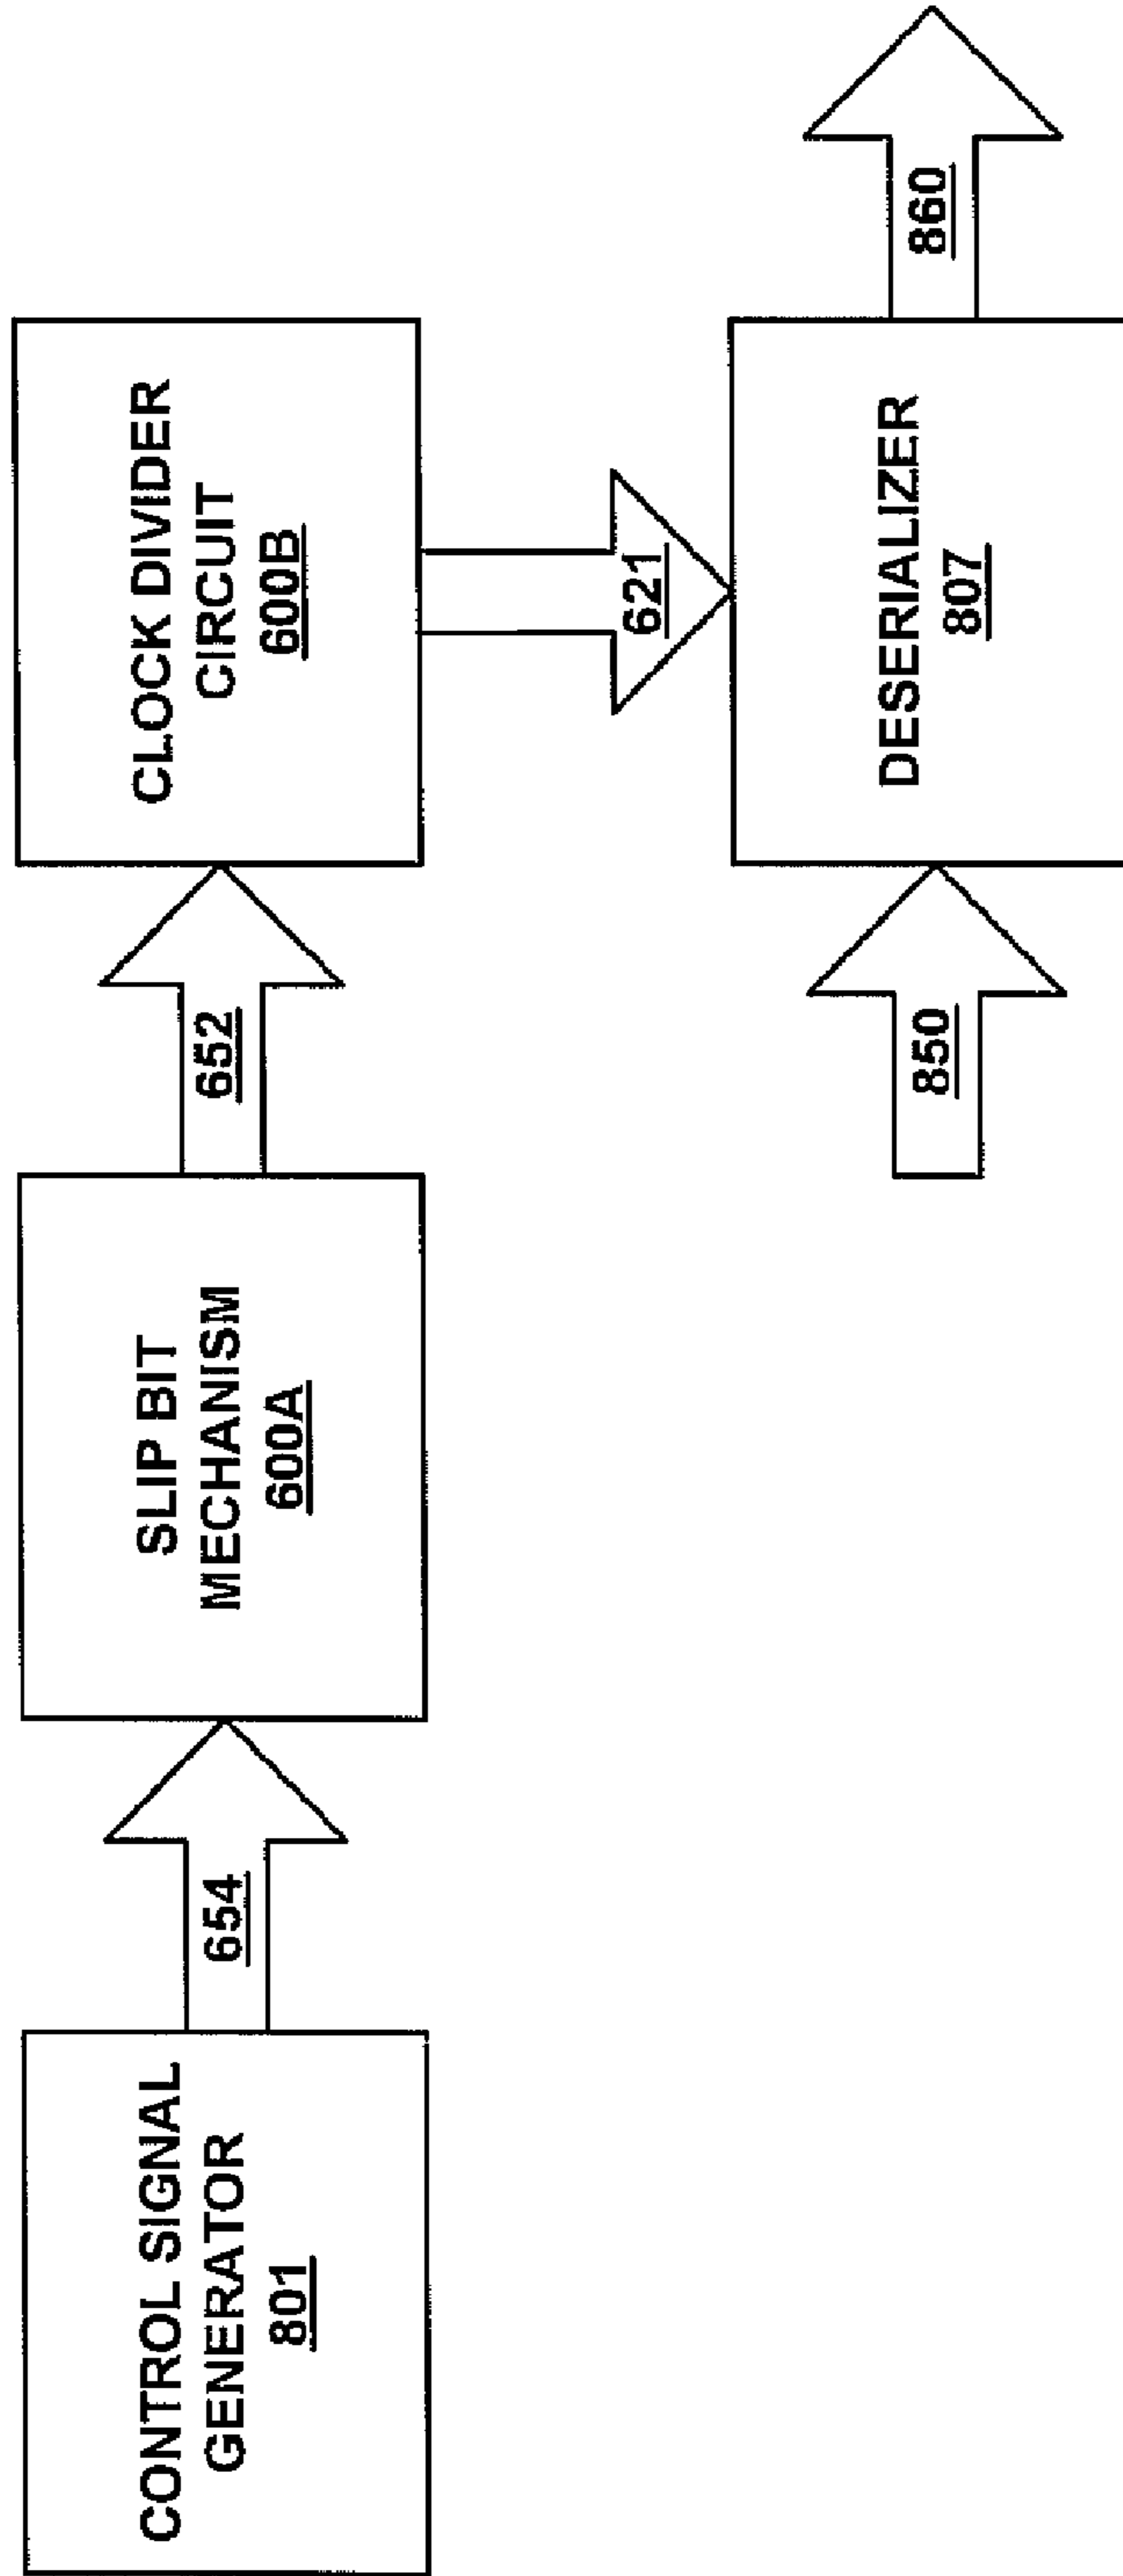 CONTROL SIGNAL
GENERATOR
801
654
SLIP BIT
MECHANISM
600A
652
CLOCK DIVIDER
CIRCUIT
600B
621
850
DESERIALIZER
807
860